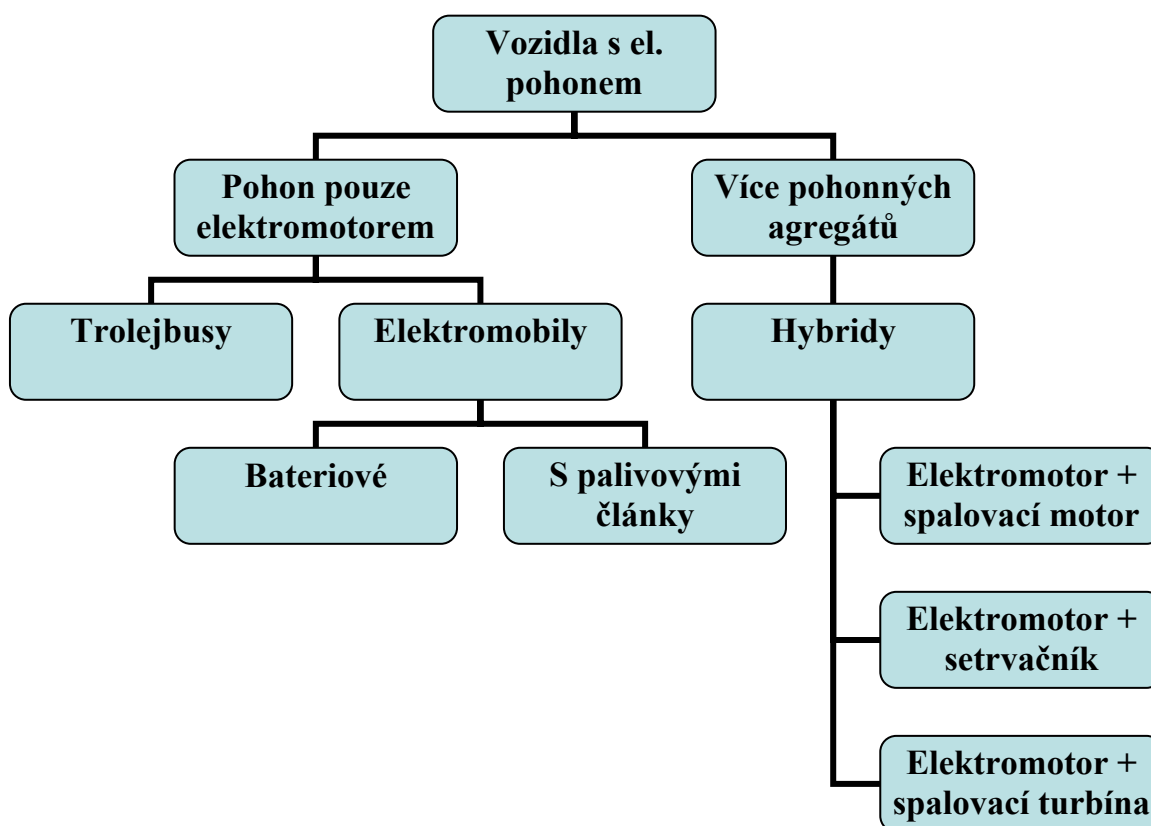 Vozidla s el.
pohonem
Pohon pouze
elektromotorem
Více pohonných
agregátů
Trolejbusy
Elektromobily
Hybridy
Bateriové
S palivovými
články
Elektromotor +
spalovací motor
Elektromotor +
setrvačník
Elektromotor +
spalovací turbína